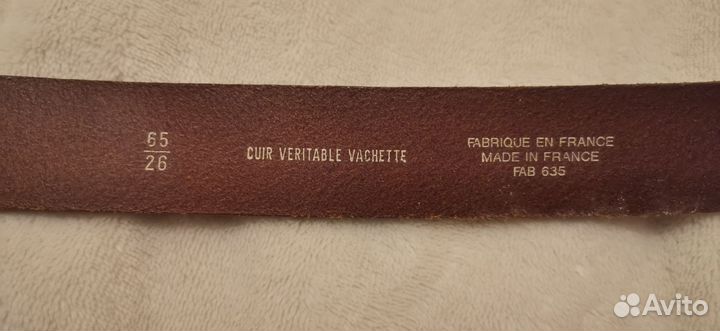 65
26
CUIR VERITABLE VACHETTE
FABRIQUE EN FRANCE
MADE IN FRANCE
FAB 635
Avito